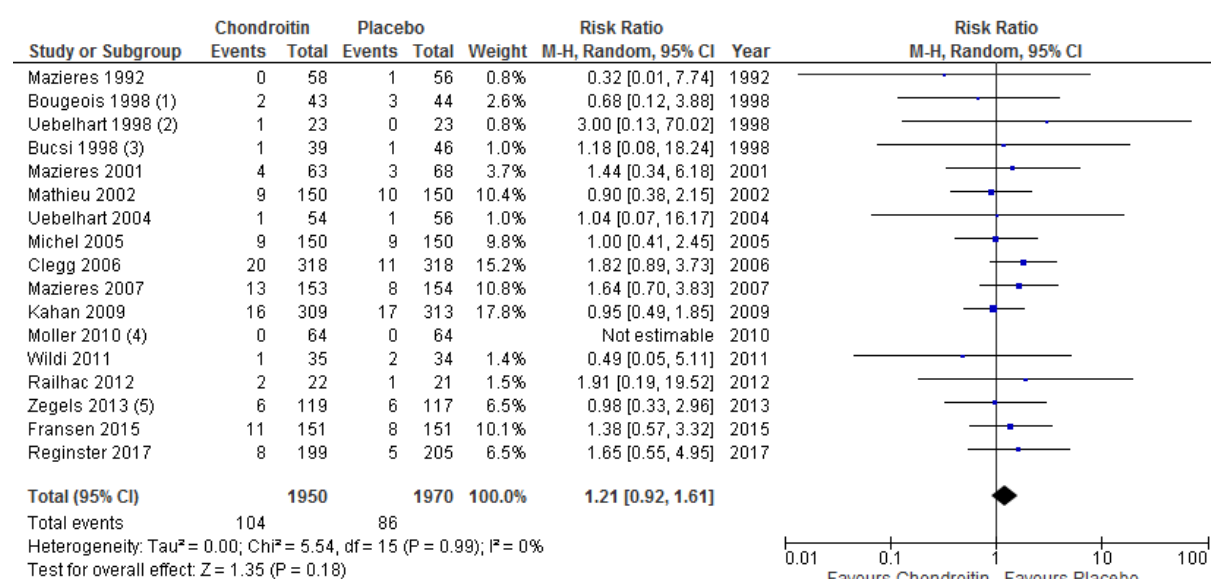 Chondroitin Placebo Risk Ratio Risk Ratio
Study or Subgroup Events Total Events Total Weight M-H, Random, 95% CI Year M-H, Random, 95% CI
Mazieres 1992 0 58 1 56 0.8% 0.32 [0.01, 7.74] 1992
Bougeois 1998 (1) 2 43 3 44 2.6% 0.68 [0.12, 3.88] 1998
Uebelhart 1998 (2) 1 23 0 23 0.8% 3.00 [0.13, 70.02] 1998
Bucsi 1998 (3) 1 39 1 46 1.1% 1.18 [0.08, 18.24] 1998
Mazieres 2001 4 63 3 68 3.7% 1.44 [0.34, 6.18] 2001
Mathieu 2002 9 150 10 150 10.4% 0.90 [0.38, 2.15] 2002
Uebelhart 2004 1 54 1 56 1.0% 1.04 [0.07, 16.17] 2004
Michel 2005 9 150 9 150 9.8% 1.00 [0.41, 2.45] 2005
Clegg 2006 20 318 11 318 15.2% 1.82 [0.89, 3.73] 2006
Mazieres 2007 13 153 8 154 10.8% 1.64 [0.70, 3.83] 2007
Kahan 2009 16 309 17 313 17.8% 0.95 [0.49, 1.85] 2009
Moller 2010 (4) 0 64 0 64 Not estimable 2010
Wildi 2011 1 35 2 34 1.4% 0.49 [0.05, 5.11] 2011
Railhac 2012 2 22 1 21 1.5% 1.91 [0.19, 19.52] 2012
Zegels 2013 (5) 6 119 6 117 6.5% 0.98 [0.33, 2.96] 2013
Fransen 2015 11 151 8 151 10.1% 1.38 [0.57, 3.32] 2015
Reginster 2017 8 199 5 205 6.5% 1.65 [0.55, 4.95] 2017
Total (95% CI) 1950 1970 100.0% 1.21 [0.92, 1.61]
Total events 104 86
Heterogeneity: Tau² = 0.00; Chi² = 5.54, df = 15 (P = 0.99); I² = 0%
Test for overall effect: Z = 1.35 (P = 0.18)
0.01 0.1 1 10 100
Favours Chondroitin Favours Placebo